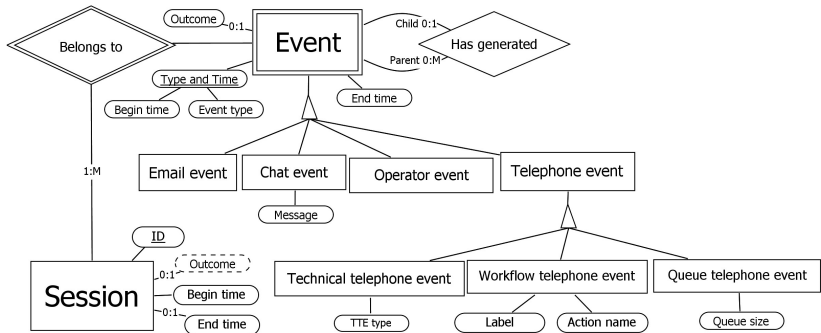 Outcome
0:1
Event
Child 0:1
Belongs to
Has generated
Parent 0:M
Type and Time
End time
Begin time
Event type
Email event
Chat event
Operator event
Telephone event
1:M
Message
ID
Outcome
0:1
Session
Begin time
0:1
End time
Technical telephone event
Workflow telephone event
Queue telephone event
TTE type
Label
Action name
Queue size